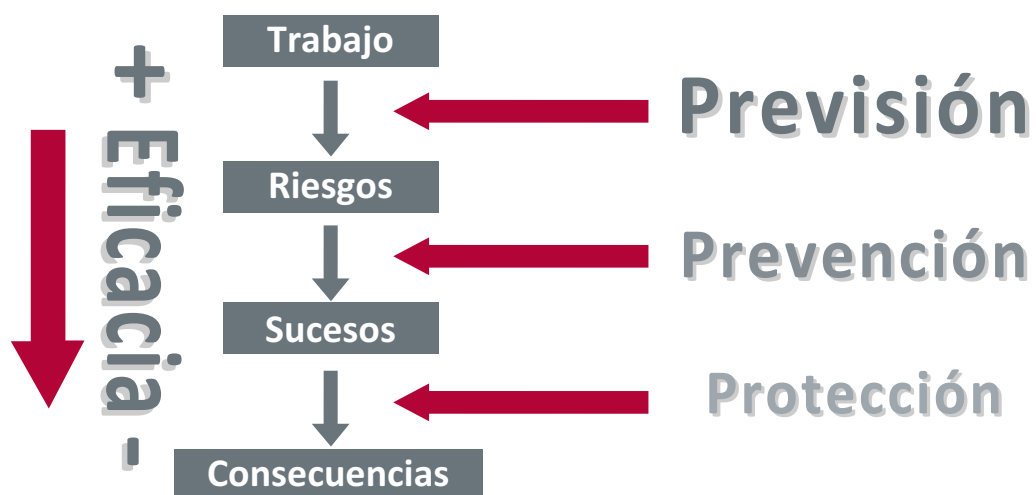 + Eficacia -
Trabajo
Previsión
Riesgos
Prevención
Sucesos
Protección
Consecuencias